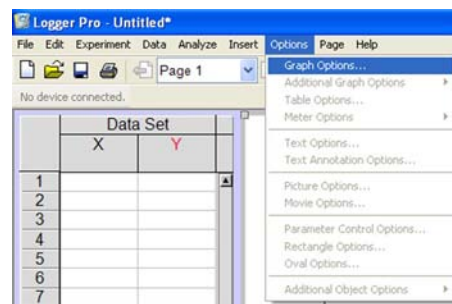 Logger Pro - Untitled*
File Edit Experiment Data Analyze Insert Options Page Help
Page 1
No device connected.
Data Set
X Y
1
2
3
4
5
6
7
Graph Options...
Additional Graph Options
Table Options...
Meter Options
Text Options...
Text Annotation Options...
Picture Options...
Movie Options...
Parameter Control Options...
Rectangle Options...
Oval Options...
Additional Object Options